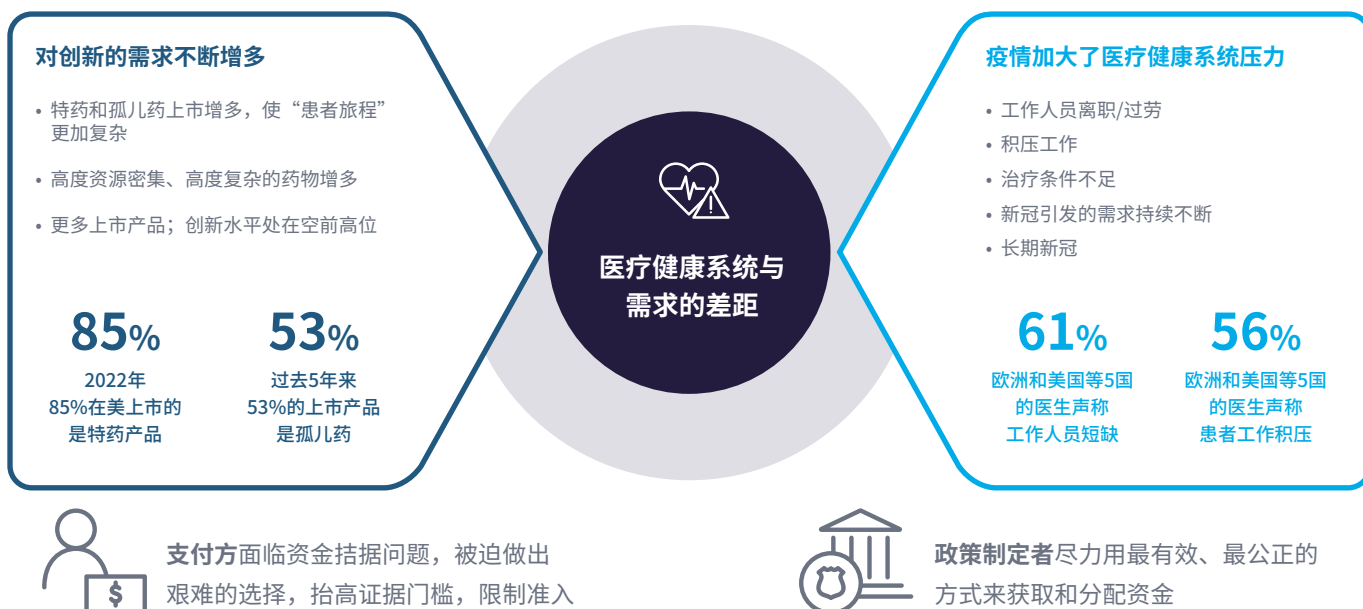 对创新的需求不断增多
• 特药和孤儿药上市增多，使“患者旅程”
更加复杂
• 高度资源密集、高度复杂的药物增多
• 更多上市产品；创新水平处在空前高位
85%
2022年
85%在美上市的
是特药产品
53%
过去5年来
53%的上市产品
是孤儿药
医疗健康系统与
需求的差距
疫情加大了医疗健康系统压力
• 工作人员离职/过劳
• 积压工作
• 治疗条件不足
• 新冠引发的需求持续不断
• 长期新冠
61%
欧洲和美国等5国
的医生声称
工作人员短缺
56%
欧洲和美国等5国
的医生声称
患者工作积压
$
支付方面临资金拮据问题，被迫做出
艰难的选择，抬高证据门槛，限制准入
政策制定者尽力用最有效、最公正的
方式来获取和分配资金